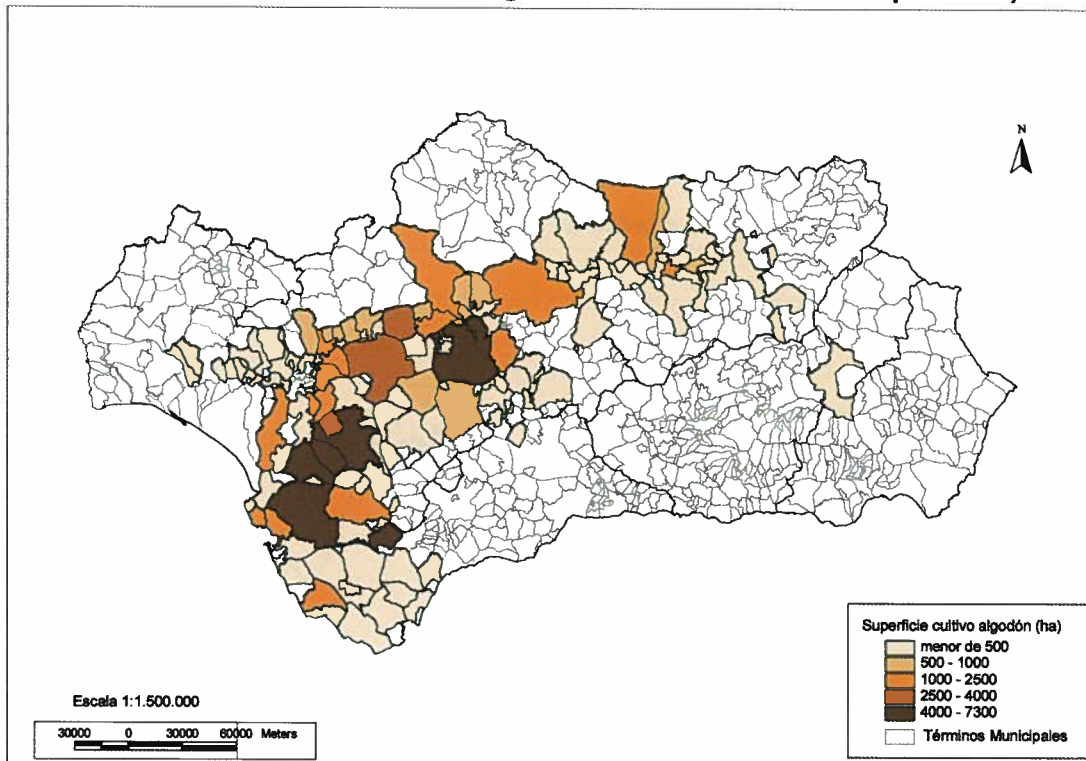 N
Superficie cultivo algodón (ha)
menor de 500
500 - 1000
1000 - 2500
2500 - 4000
4000 - 7300
Términos Municipales
Escala 1:1.500.000
30000 0 30000 60000 Meters